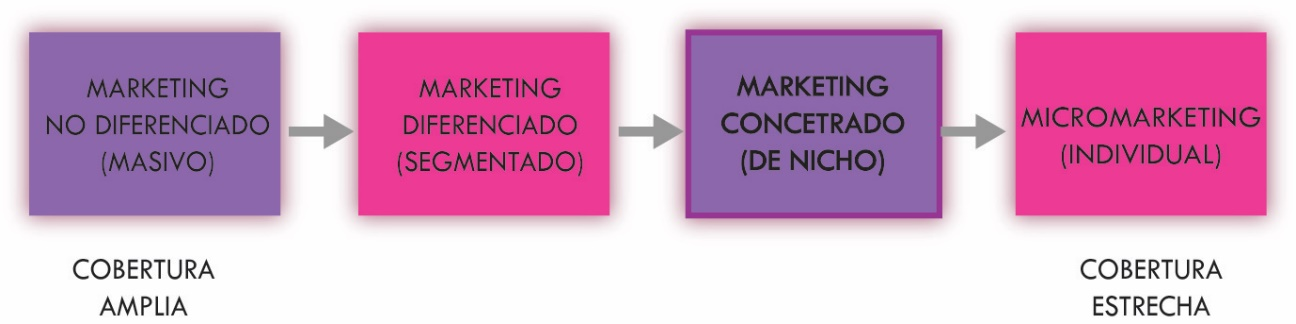 MARKETING
NO DIFERENCIADO
(MASIVO)
MARKETING
DIFERENCIADO
(SEGMENTADO)
MARKETING
CONCETRADO
(DE NICHO)
MICROMARKETING
(INDIVIDUAL)
COBERTURA
AMPLIA
COBERTURA
ESTRECHA